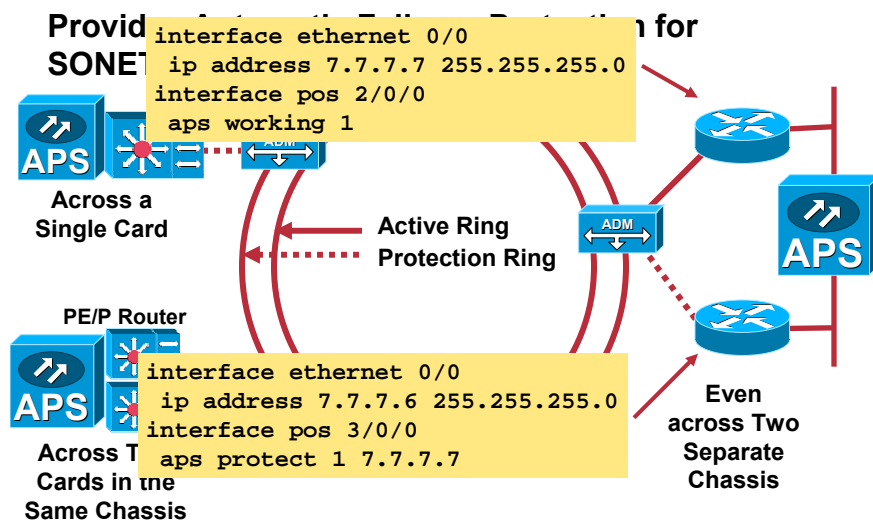 Provid n for
SONET
interface ethernet 0/0
ip address 7.7.7.7 255.255.255.0
interface pos 2/0/0
aps working 1
APS
ADM
Across a
Single Card
Active Ring
Protection Ring
ADM
APS
PE/P Router
APS
interface ethernet 0/0
ip address 7.7.7.6 255.255.255.0
interface pos 3/0/0
aps protect 1 7.7.7.7
Across T
Cards in the
Same Chassis
Even
across Two
Separate
Chassis